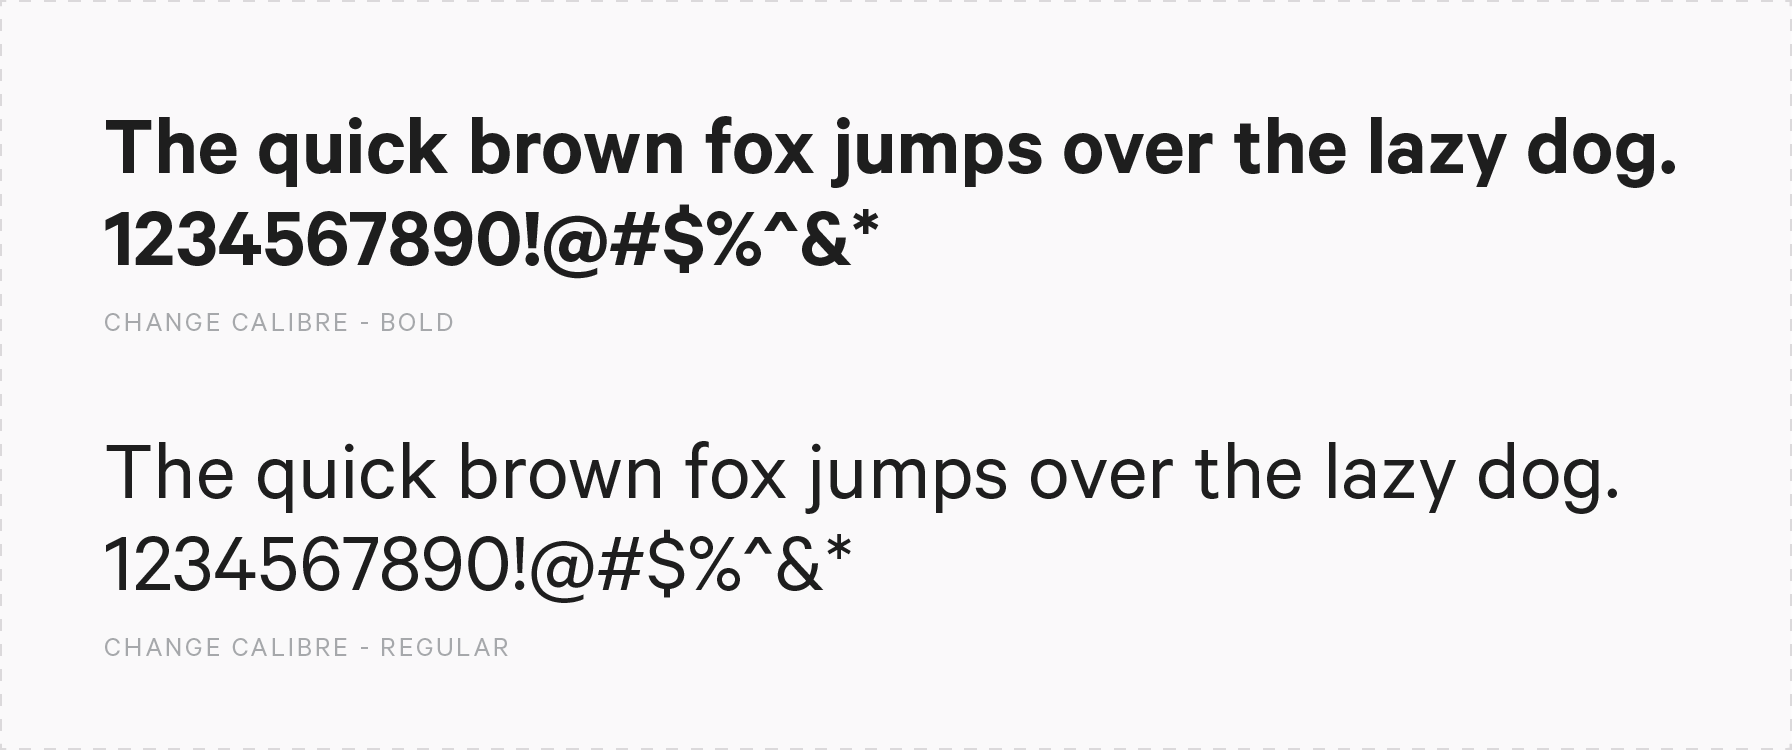 The quick brown fox jumps over the lazy dog.
1234567890!@#$%^&*
CHANGE CALIBRE - BOLD
The quick brown fox jumps over the lazy dog.
1234567890!@#$%^&*
CHANGE CALIBRE - REGULAR